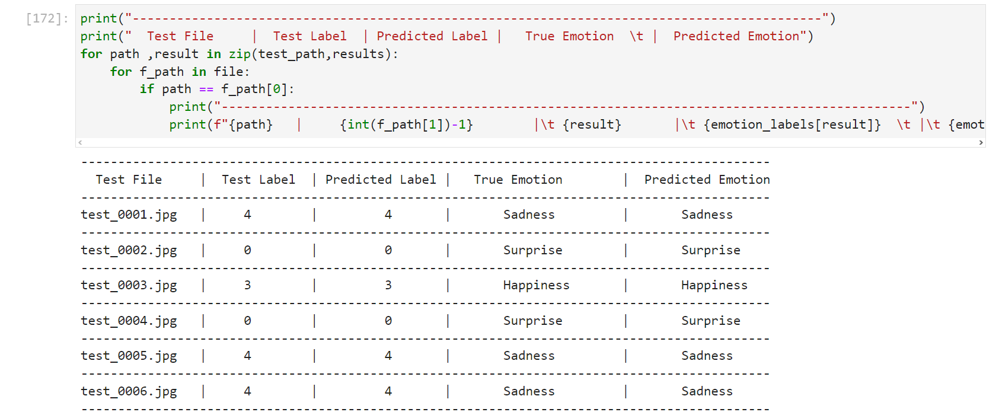 [172]: print("---------------------------------------------------------------------------------------------")
print("  Test File     |  Test Label  | Predicted Label |   True Emotion  \t |  Predicted Emotion")
for path ,result in zip(test_path,results):
    for f_path in file:
        if path == f_path[0]:
            print("---------------------------------------------------------------------------------------------")
            print(f"{path}   |     {int(f_path[1])-1}        |\t {result}       |\t {emotion_labels[result]}  \t |\t {emot
---------------------------------------------------------------------------------------------
  Test File     |  Test Label  | Predicted Label |   True Emotion        |  Predicted Emotion
---------------------------------------------------------------------------------------------
test_0001.jpg   |     4        |         4       |       Sadness         |       Sadness
---------------------------------------------------------------------------------------------
test_0002.jpg   |     0        |         0       |       Surprise        |       Surprise
---------------------------------------------------------------------------------------------
test_0003.jpg   |     3        |         3       |       Happiness       |       Happiness
---------------------------------------------------------------------------------------------
test_0004.jpg   |     0        |         0       |       Surprise        |       Surprise
---------------------------------------------------------------------------------------------
test_0005.jpg   |     4        |         4       |       Sadness         |       Sadness
---------------------------------------------------------------------------------------------
test_0006.jpg   |     4        |         4       |       Sadness         |       Sadness
---------------------------------------------------------------------------------------------